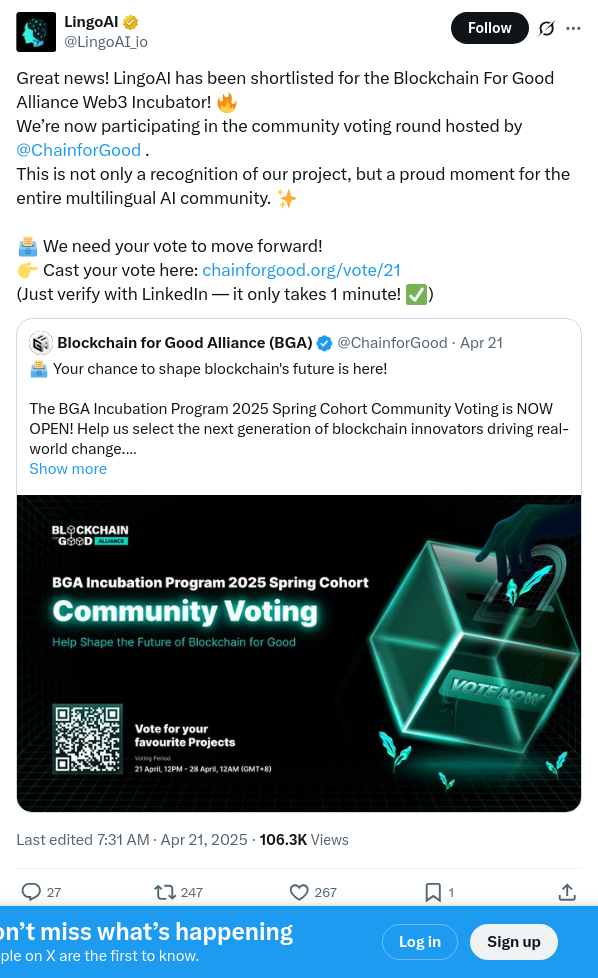 LingoAI
@LingoAI_io
Follow
Great news! LingoAI has been shortlisted for the Blockchain For Good
Alliance Web3 Incubator! 🔥
We’re now participating in the community voting round hosted by
@ChainforGood .
This is not only a recognition of our project, but a proud moment for the
entire multilingual AI community. ✨
🗳️ We need your vote to move forward!
👉 Cast your vote here: chainforgood.org/vote/21
(Just verify with LinkedIn — it only takes 1 minute! ✅)
Blockchain for Good Alliance (BGA) @ChainforGood · Apr 21
🗳️ Your chance to shape blockchain's future is here!
The BGA Incubation Program 2025 Spring Cohort Community Voting is NOW
OPEN! Help us select the next generation of blockchain innovators driving real-
world change....
Show more
BLOCKCHAIN
GOOD ALLIANCE
BGA Incubation Program 2025 Spring Cohort
Community Voting
Help Shape the Future of Blockchain for Good
VOTE NOW
Vote for your
favourite Projects
Voting Period
21 April, 12PM - 28 April, 12AM (GMT+8)
Last edited 7:31 AM · Apr 21, 2025 · 106.3K Views
27 247 267 1
on’t miss what’s happening
ple on X are the first to know.
Log in
Sign up